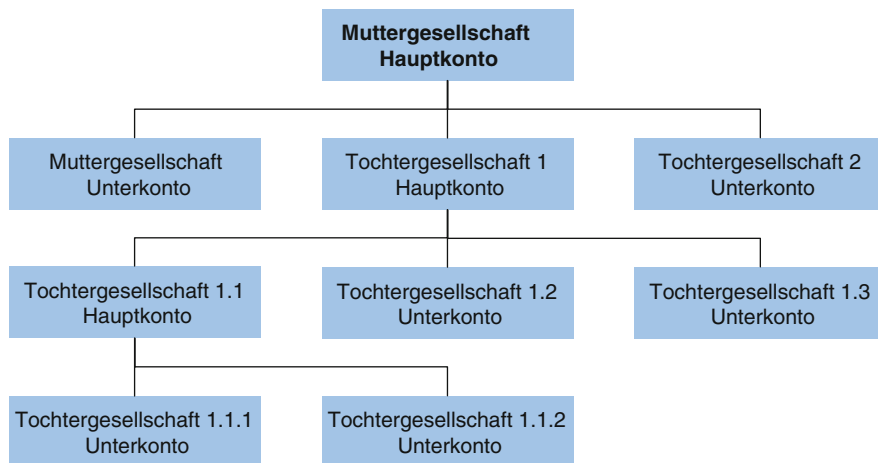 Muttergesellschaft
Hauptkonto
Muttergesellschaft
Unterkonto
Tochtergesellschaft 1
Hauptkonto
Tochtergesellschaft 2
Unterkonto
Tochtergesellschaft 1.1
Hauptkonto
Tochtergesellschaft 1.2
Unterkonto
Tochtergesellschaft 1.3
Unterkonto
Tochtergesellschaft 1.1.1
Unterkonto
Tochtergesellschaft 1.1.2
Unterkonto